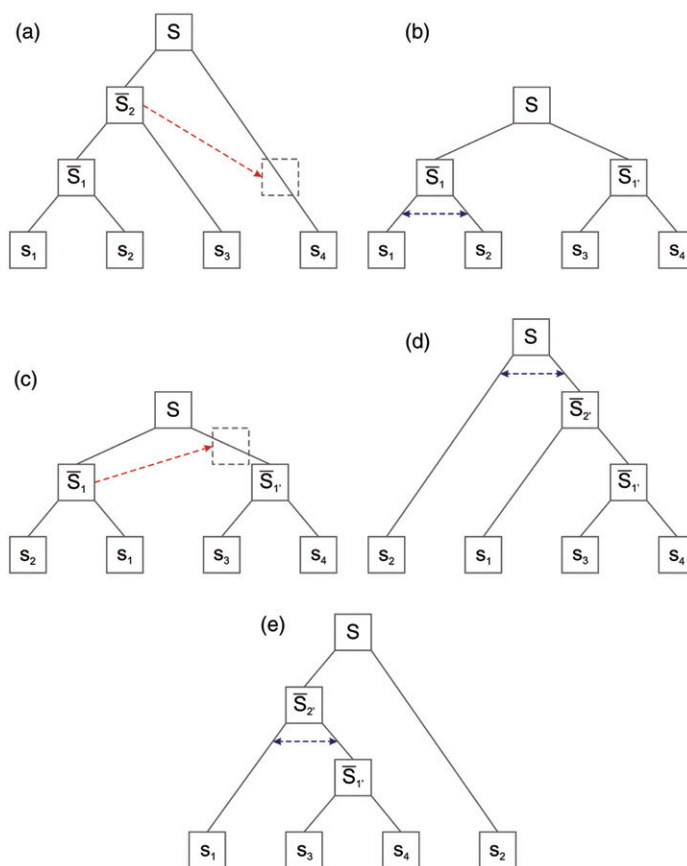 (a)
S
S̅₂
S̅₁
s₁ s₂ s₃ s₄
(b)
S
S̅₁ S̅₁'
s₁ s₂ s₃ s₄
(c)
S
S̅₁ S̅₁'
s₂ s₁ s₃ s₄
(d)
S
S̅₂'
S̅₁'
s₂ s₁ s₃ s₄
(e)
S
S̅₂'
S̅₁'
s₁ s₃ s₄ s₂